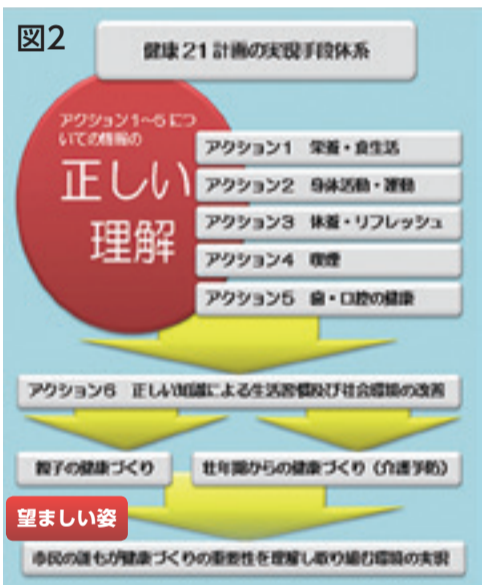 図2
健康21計画の実現手段体系
アクション1~5につ
いての情報の
正しい
理解
アクション1 栄養・食生活
アクション2 身体活動・運動
アクション3 休養・リフレッシュ
アクション4 喫煙
アクション5 歯・口腔の健康
アクション6 正しい知識による生活習慣及び社会環境の改善
親子の健康づくり
壮年期からの健康づくり(介護予防)
望ましい姿
市民の誰もが健康づくりの重要性を理解し取り組む環境の実現